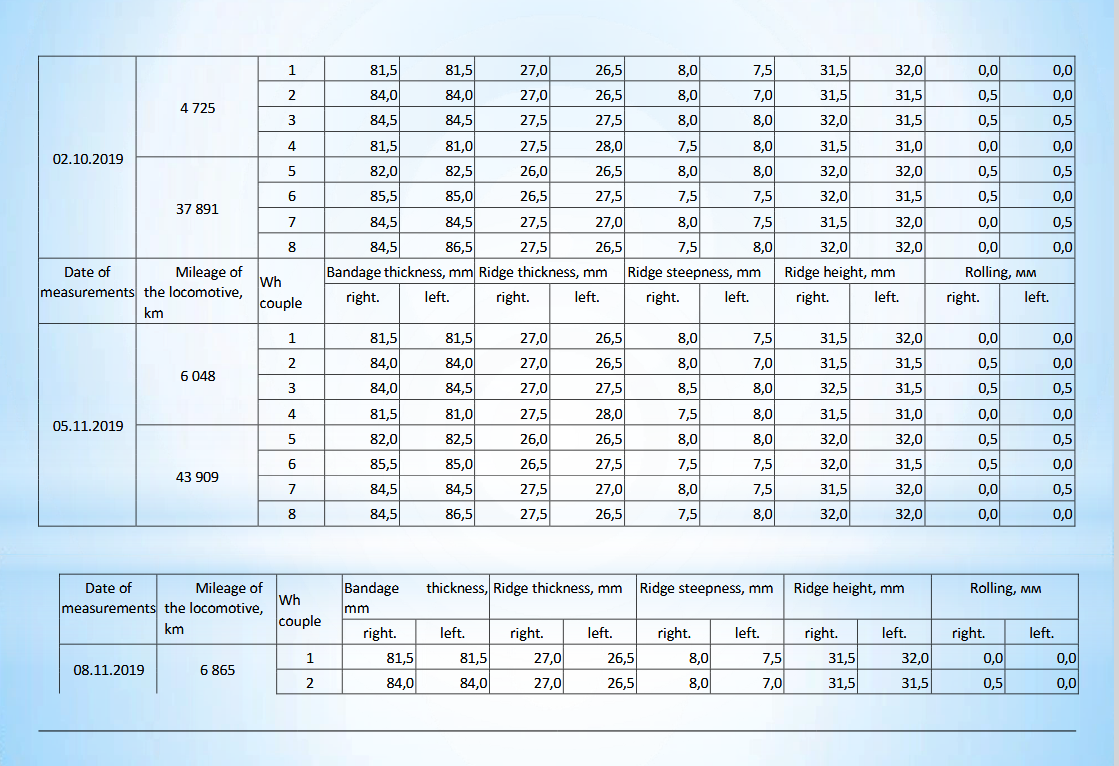 1 81,5 81,5 27,0 26,5 8,0 7,5 31,5 32,0 0,0 0,0
2 84,0 84,0 27,0 26,5 8,0 7,0 31,5 31,5 0,5 0,0
4 725
3 84,5 84,5 27,5 27,5 8,0 8,0 32,0 31,5 0,5 0,5
4 81,5 81,0 27,5 28,0 7,5 8,0 31,5 31,0 0,0 0,0
02.10.2019
5 82,0 82,5 26,0 26,5 8,0 8,0 32,0 32,0 0,5 0,5
6 85,5 85,0 26,5 27,5 7,5 7,5 32,0 31,5 0,5 0,0
37 891
7 84,5 84,5 27,5 27,0 8,0 7,5 31,5 32,0 0,0 0,5
8 84,5 86,5 27,5 26,5 7,5 8,0 32,0 32,0 0,0 0,0
Date of measurements
Mileage of the locomotive, km
Wh couple
Bandage thickness, mm Ridge thickness, mm Ridge steepness, mm Ridge height, mm Rolling, мм
right. left. right. left. right. left. right. left. right. left.
1 81,5 81,5 27,0 26,5 8,0 7,5 31,5 32,0 0,0 0,0
2 84,0 84,0 27,0 26,5 8,0 7,0 31,5 31,5 0,5 0,0
6 048
3 84,0 84,5 27,0 27,5 8,5 8,0 32,5 31,5 0,5 0,5
4 81,5 81,0 27,5 28,0 7,5 8,0 31,5 31,0 0,0 0,0
05.11.2019
5 82,0 82,5 26,0 26,5 8,0 8,0 32,0 32,0 0,5 0,5
6 85,5 85,0 26,5 27,5 7,5 7,5 32,0 31,5 0,5 0,0
43 909
7 84,5 84,5 27,5 27,0 8,0 7,5 31,5 32,0 0,0 0,5
8 84,5 86,5 27,5 26,5 7,5 8,0 32,0 32,0 0,0 0,0
Date of measurements
Mileage of the locomotive, km
Wh couple
Bandage thickness, mm Ridge thickness, mm Ridge steepness, mm Ridge height, mm Rolling, мм
right. left. right. left. right. left. right. left. right. left.
08.11.2019
6 865
1 81,5 81,5 27,0 26,5 8,0 7,5 31,5 32,0 0,0 0,0
2 84,0 84,0 27,0 26,5 8,0 7,0 31,5 31,5 0,5 0,0